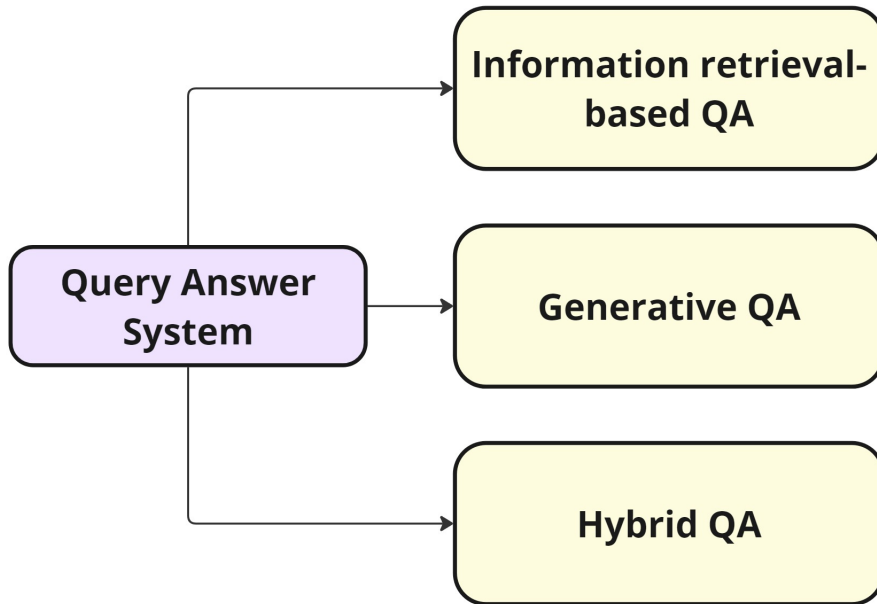 Information retrieval-
based QA
Query Answer
System
Generative QA
Hybrid QA